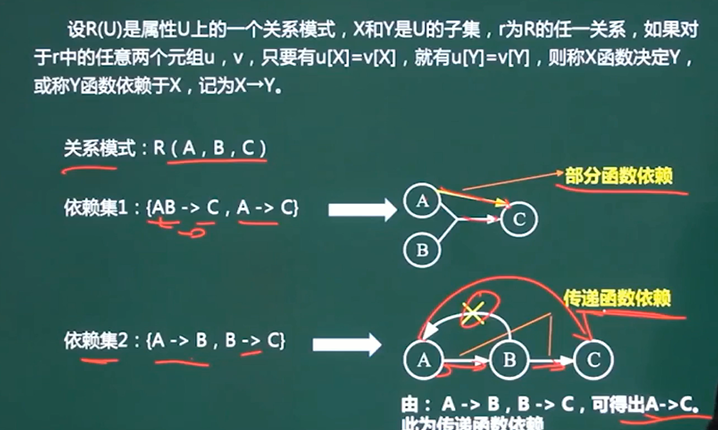 设R(U)是属性U上的一个关系模式，X和Y是U的子集，r为R的任一关系，如果对
于r中的任意两个元组u，v，只要有u[X]=v[X]，就有u[Y]=v[Y]，则称X函数决定Y，
或称Y函数依赖于X，记为X→Y。
关系模式：R（A，B，C）
部分函数依赖
依赖集1：{AB -> C，A -> C}
A
C
B
传递函数依赖
依赖集2：{A -> B，B -> C}
A
B
C
由： A -> B，B -> C，可得出A->C。
此为传递函数依赖